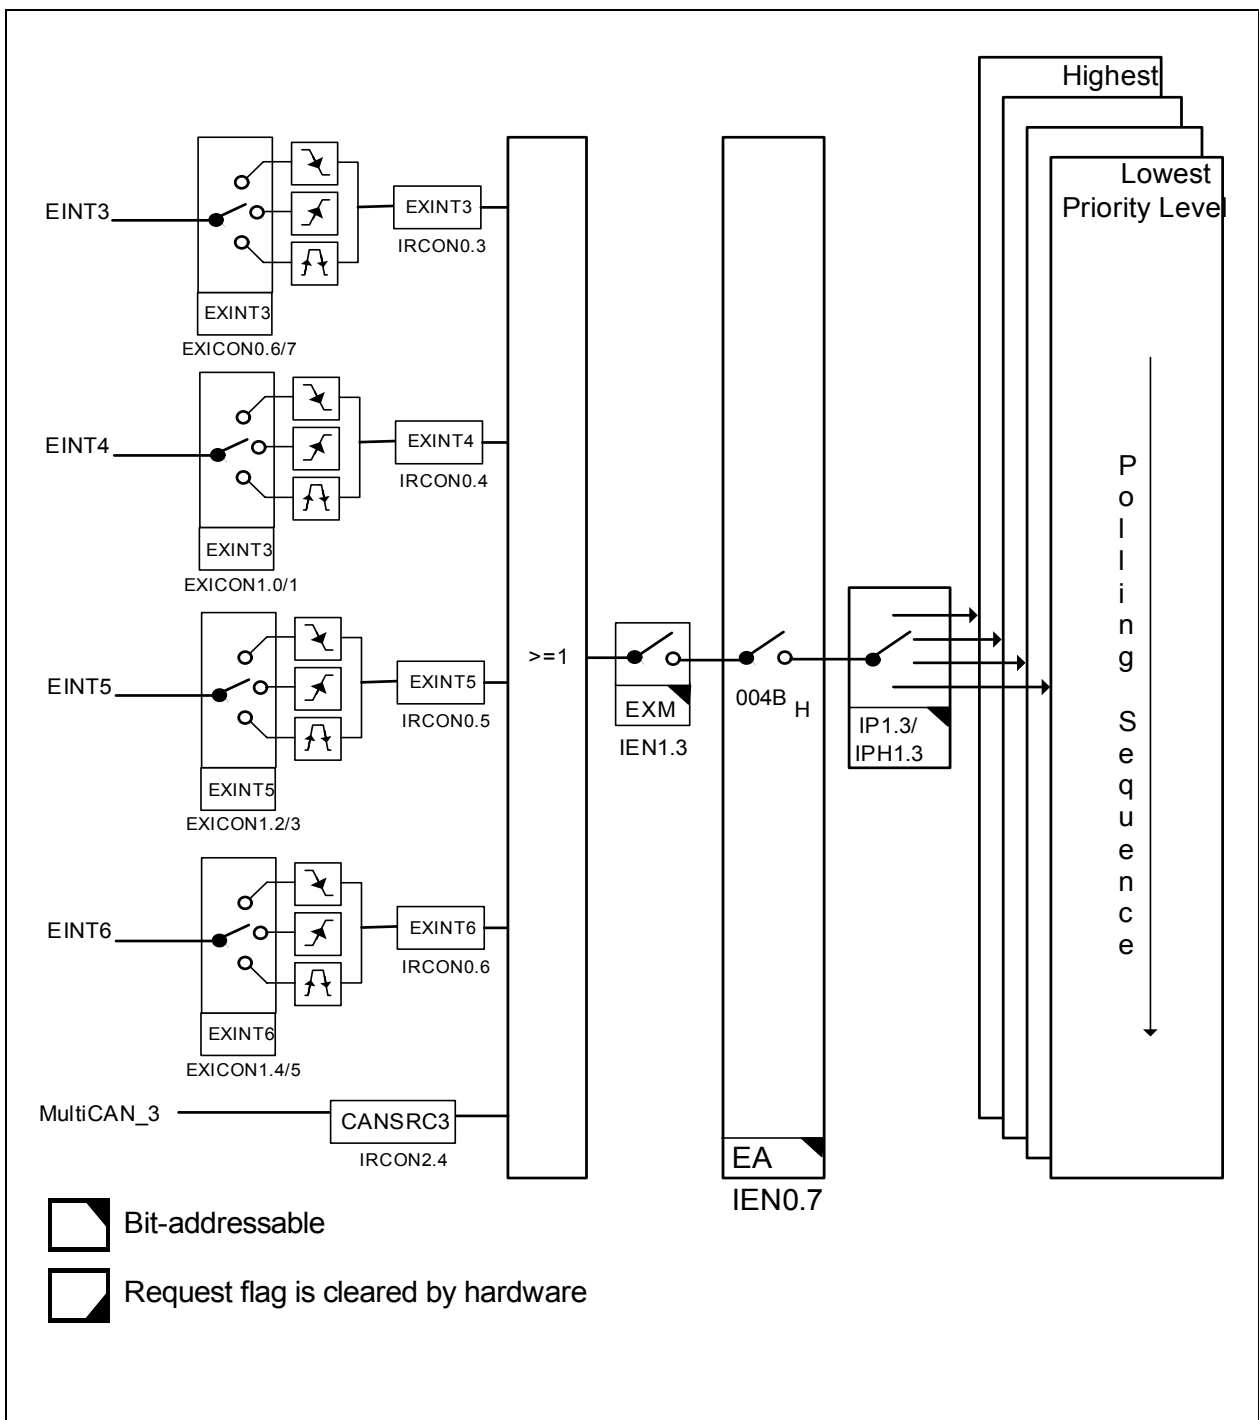 Highest
Lowest
Priority Level
EINT3
EXINT3
IRCON0.3
EXINT3
EXICON0.6/7
EINT4
EXINT4
IRCON0.4
EXINT3
EXICON1.0/1
EINT5
EXINT5
IRCON0.5
EXINT5
EXICON1.2/3
EINT6
EXINT6
IRCON0.6
EXINT6
EXICON1.4/5
MultiCAN_3
CANSRC3
IRCON2.4
>=1
EXM
IEN1.3
004B H
EA
IEN0.7
IP1.3/
IPH1.3
Polling Sequence
Bit-addressable
Request flag is cleared by hardware